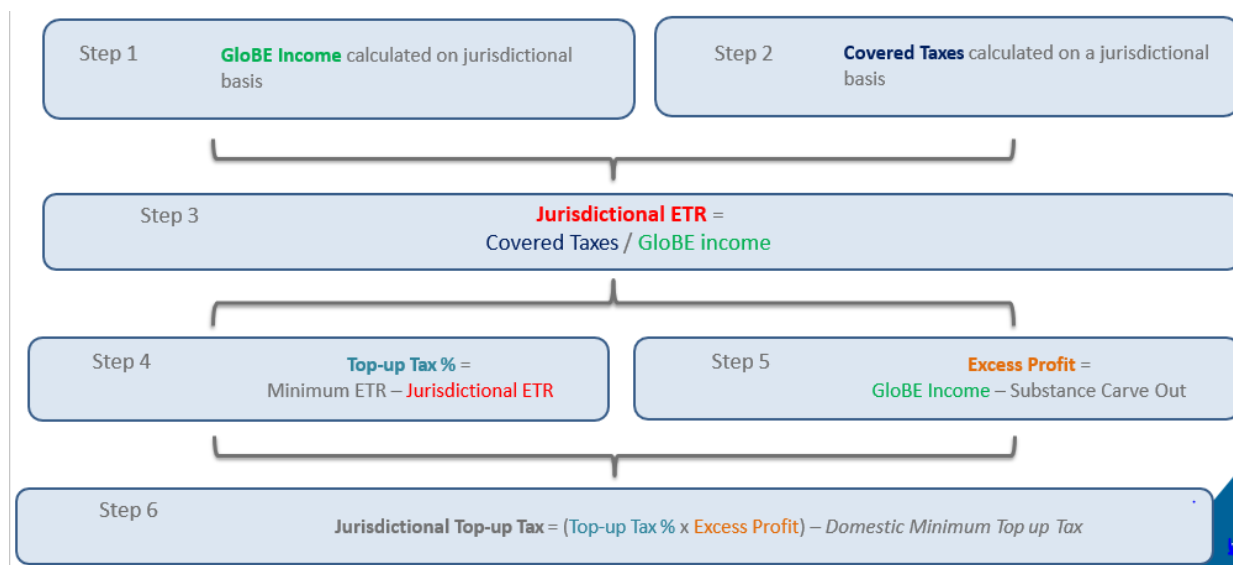 Step 1
GloBE Income calculated on jurisdictional
basis
Step 2
Covered Taxes calculated on a jurisdictional
basis
Step 3
Jurisdictional ETR =
Covered Taxes / GloBE income
Step 4
Top-up Tax % =
Minimum ETR – Jurisdictional ETR
Step 5
Excess Profit =
GloBE Income – Substance Carve Out
Step 6
Jurisdictional Top-up Tax = (Top-up Tax % x Excess Profit) – Domestic Minimum Top up Tax